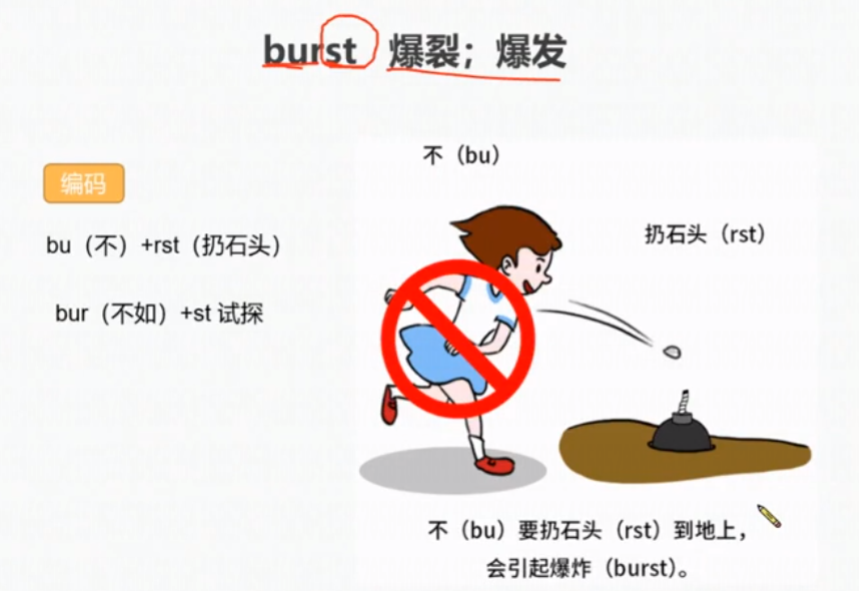 burst 爆裂；爆发
不（bu）
编码
扔石头（rst）
bu（不）+rst（扔石头）
bur（不如）+st 试探
不（bu）要扔石头（rst）到地上，
会引起爆炸（burst）。